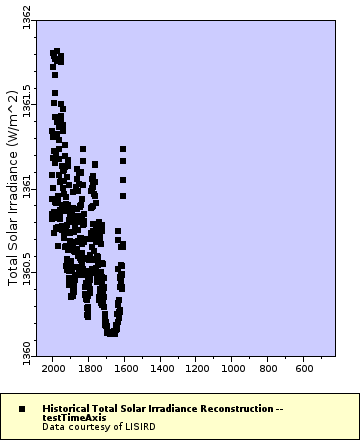 Total Solar Irradiance (W/m^2)
1362
1361.5
1361
1360.5
1360
2000 1800 1600 1400 1200 1000 800 600
Historical Total Solar Irradiance Reconstruction --
testTimeAxis
Data courtesy of LISIRD